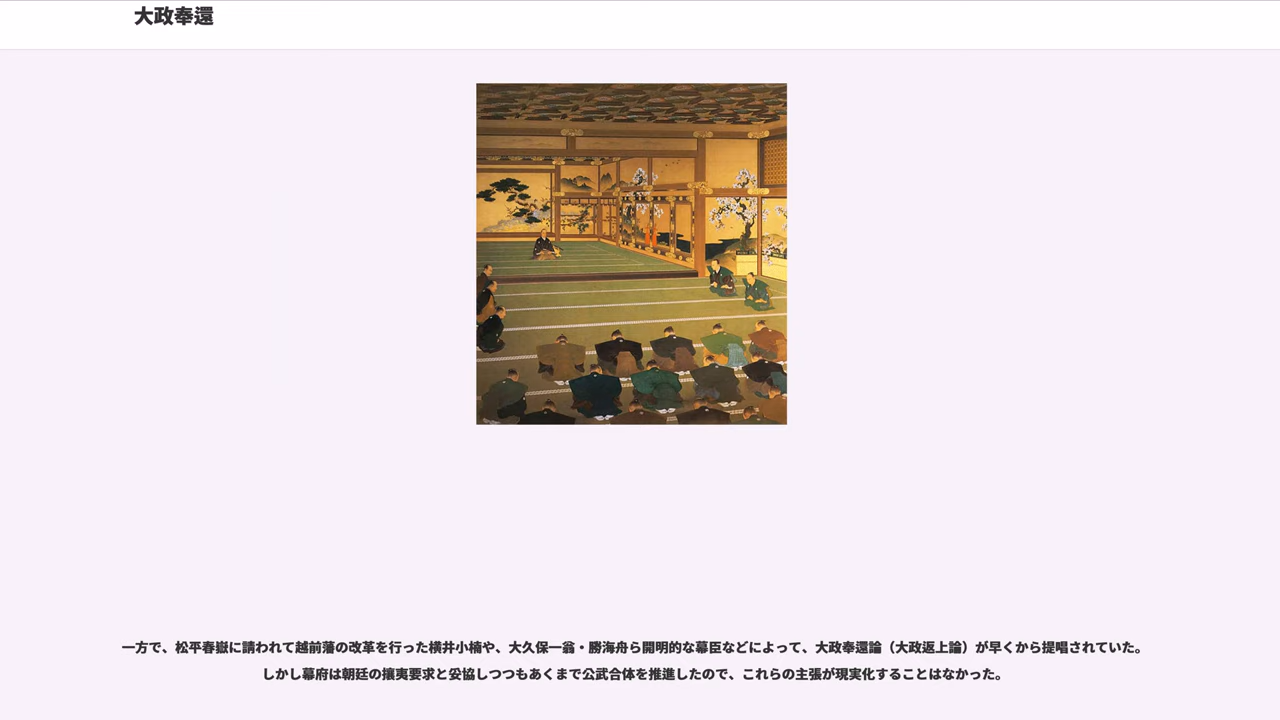 大政奉還
一方で、松平春嶽に請われて越前藩の改革を行った横井小楠や、大久保一翁・勝海舟ら開明的な幕臣などによって、大政奉還論（大政返上論）が早くから提唱されていた。
しかし幕府は朝廷の攘夷要求と妥協しつつもあくまで公武合体を推進したので、これらの主張が現実化することはなかった。